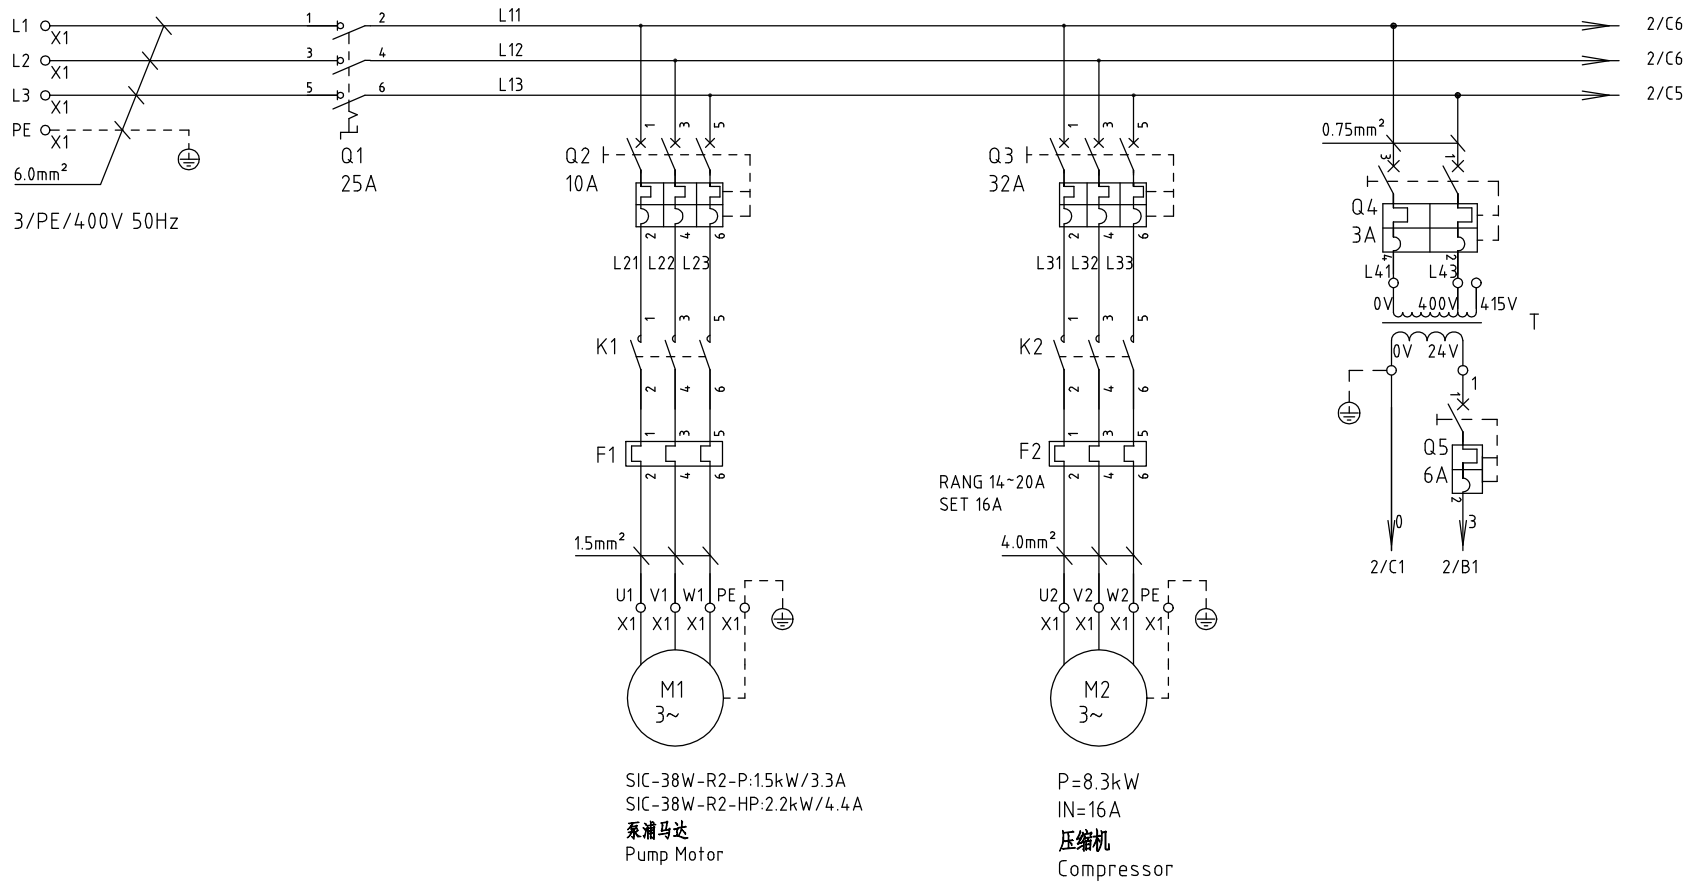 L1 X1 1 2 L11 2/C6
L2 X1 3 4 L12 2/C6
L3 X1 5 6 L13 2/C5
PE X1
6.0mm²
3/PE/400V 50Hz
Q1
25A
1 3 5
Q2
10A
2 4 6
L21 L22 L23
1 3 5
K1
2 4 6
1 3 5
F1
2 4 6
1.5mm²
U1 V1 W1 PE
X1 X1 X1 X1
M1
3~
SIC-38W-R2-P:1.5kW/3.3A
SIC-38W-R2-HP:2.2kW/4.4A
泵浦马达
Pump Motor
1 3 5
Q3
32A
2 4 6
L31 L32 L33
1 3 5
K2
2 4 6
1 3 5
F2
2 4 6
RANG 14~20A
SET 16A
4.0mm²
U2 V2 W2 PE
X1 X1 X1 X1
M2
3~
P=8.3kW
IN=16A
压缩机
Compressor
0.75mm²
3 1
Q4
3A
4 2
L41 L43
0V 400V 415V
T
0V 24V
1
1
Q5
6A
2
0 3
2/C1 2/B1